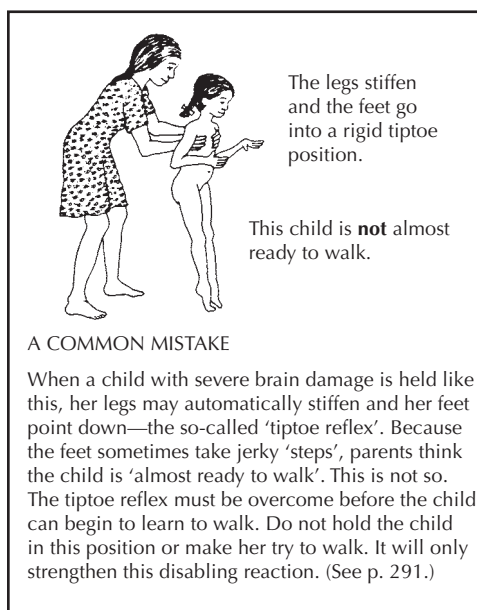 The legs stiffen
and the feet go
into a rigid tiptoe
position.
This child is not almost
ready to walk.
A COMMON MISTAKE
When a child with severe brain damage is held like
this, her legs may automatically stiffen and her feet
point down—the so-called ‘tiptoe reflex’. Because
the feet sometimes take jerky ‘steps’, parents think
the child is ‘almost ready to walk’. This is not so.
The tiptoe reflex must be overcome before the child
can begin to learn to walk. Do not hold the child
in this position or make her try to walk. It will only
strengthen this disabling reaction. (See p. 291.)